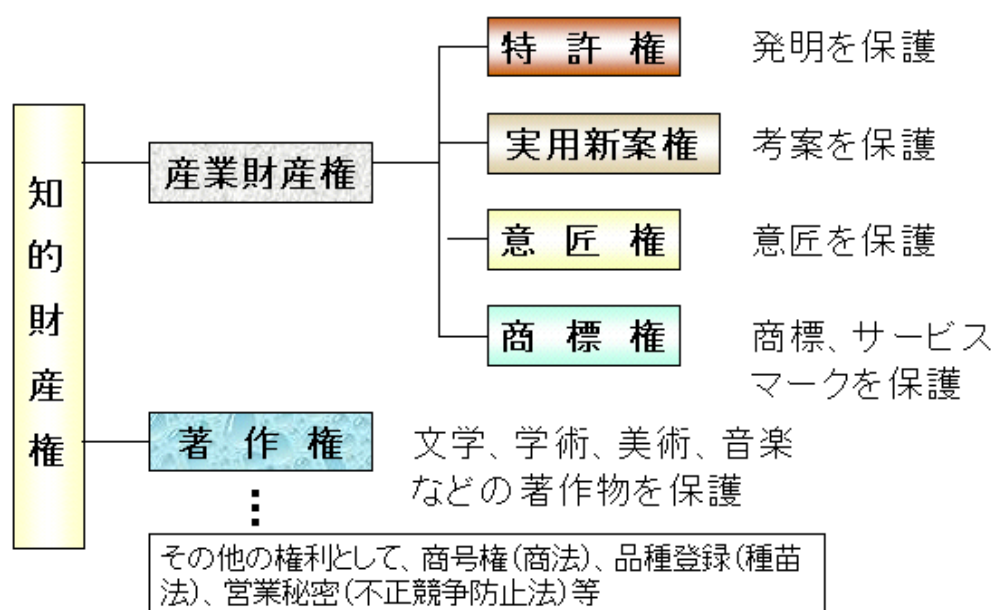 知的財産権
産業財産権
特許権
発明を保護
実用新案権
考案を保護
意匠権
意匠を保護
商標権
商標、サービス
マークを保護
著作権
文学、学術、美術、音楽
などの著作物を保護
その他の権利として、商号権(商法)、品種登録(種苗
法)、営業秘密(不正競争防止法)等